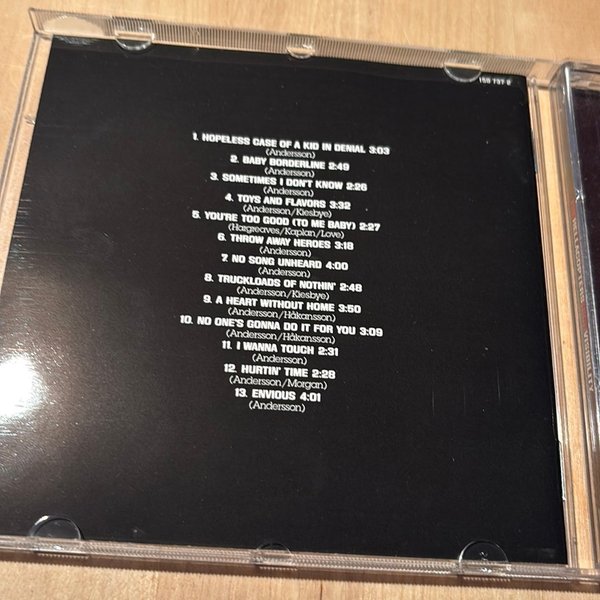 159 737 2
1. HOPELESS CASE OF A KID IN DENIAL 3:03
(Andersson)
2. BABY BORDERLINE 2:49
(Andersson)
3. SOMETIMES I DON'T KNOW 2:26
(Andersson)
4. TOYS AND FLAVORS 3:32
(Andersson/Kiesbye)
5. YOU'RE TOO GOOD (TO ME BABY) 2:27
(Hargreaves/Kaplan/Love)
6. THROW AWAY HEROES 3:18
(Andersson)
7. NO SONG UNHEARD 4:00
(Andersson)
8. TRUCKLOADS OF NOTHIN' 2:48
(Andersson/Kiesbye)
9. A HEART WITHOUT HOME 3:50
(Andersson/Håkansson)
10. NO ONE'S GONNA DO IT FOR YOU 3:09
(Andersson/Håkansson)
11. I WANNA TOUCH 2:31
(Andersson)
12. HURTIN' TIME 2:28
(Andersson/Morgan)
13. ENVIOUS 4:01
(Andersson)